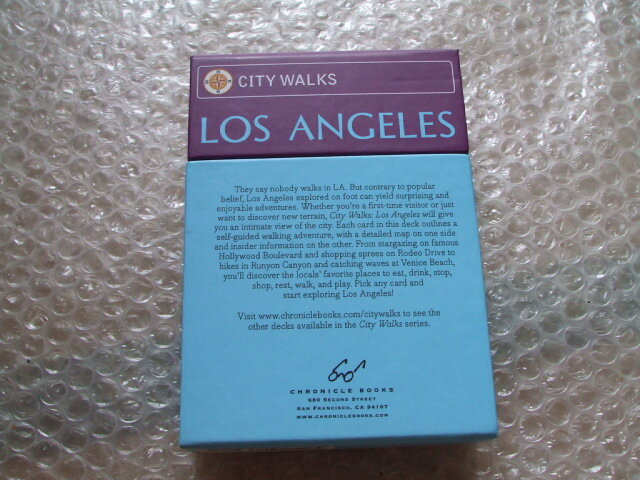 CITY WALKS
LOS ANGELES
They say nobody walks in LA. But contrary to popular
belief, Los Angeles explored on foot can yield surprising and
enjoyable adventures. Whether you're a first-time visitor or just
want to discover new terrain, City Walks: Los Angeles will give
you an intimate view of the city. Each card in this deck outlines a
self-guided walking adventure, with a detailed map on one side
and insider information on the other. From stargazing on famous
Hollywood Boulevard and shopping sprees on Rodeo Drive to
hikes in Runyon Canyon and catching waves at Venice Beach,
you'll discover the locals' favorite places to eat, drink, stop,
shop, rest, walk, and play. Pick any card and
start exploring Los Angeles!
Visit www.chroniclebooks.com/citywalks to see the
other decks available in the City Walks series.
CHRONICLE BOOKS
680 SECOND STREET
SAN FRANCISCO, CA 94107
WWW.CHRONICLEBOOKS.COM